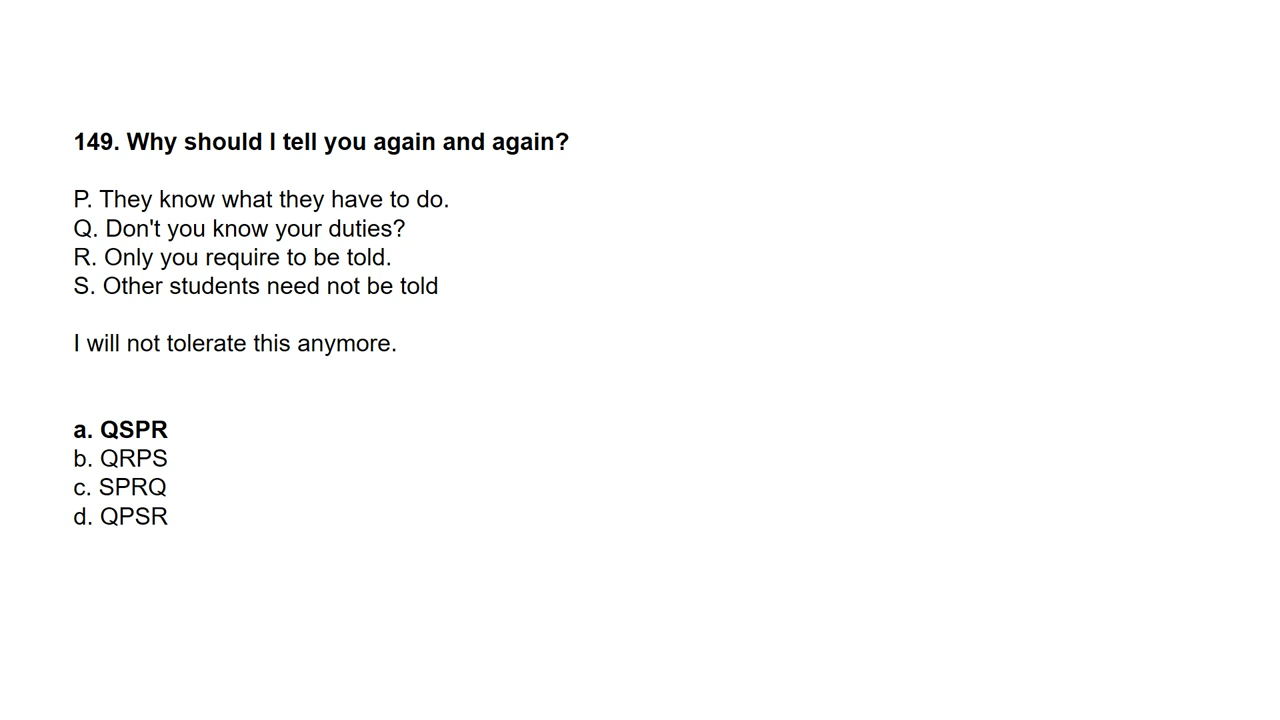 149. Why should I tell you again and again?
P. They know what they have to do.
Q. Don't you know your duties?
R. Only you require to be told.
S. Other students need not be told
I will not tolerate this anymore.
a. QSPR
b. QRPS
c. SPRQ
d. QPSR